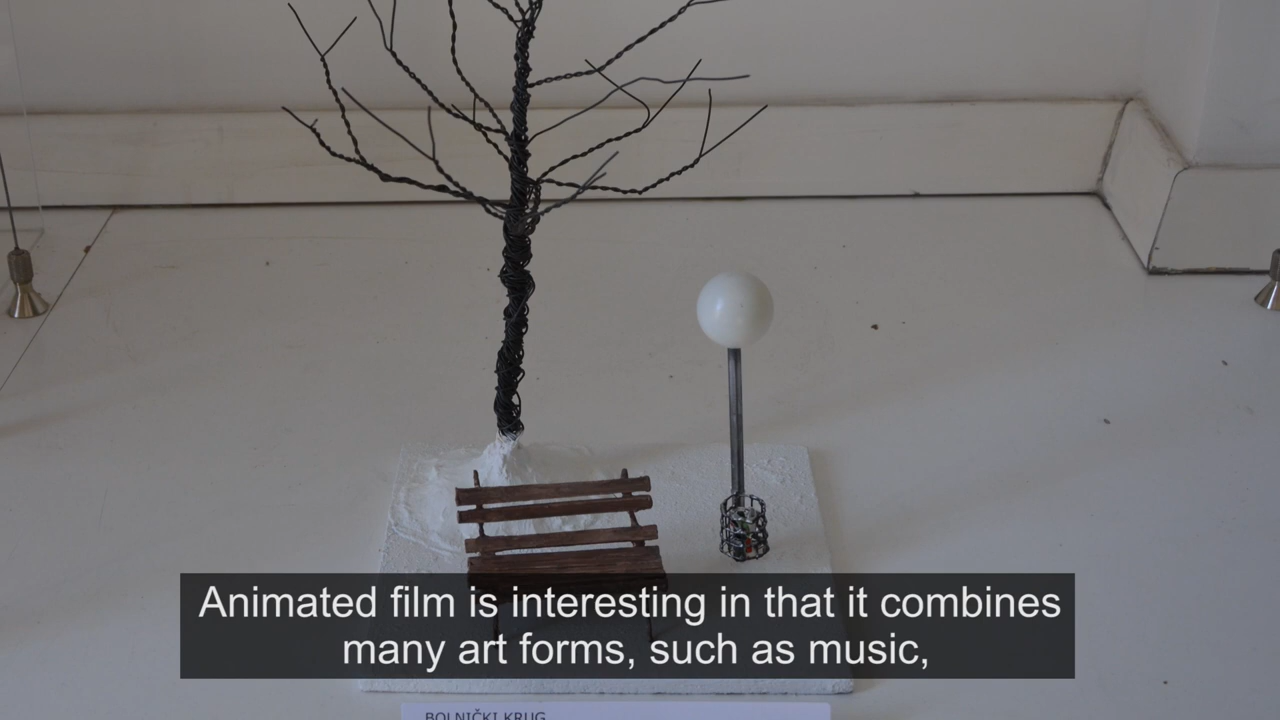 Animated film is interesting in that it combines
many art forms, such as music,
BOLNIČKI KRUG